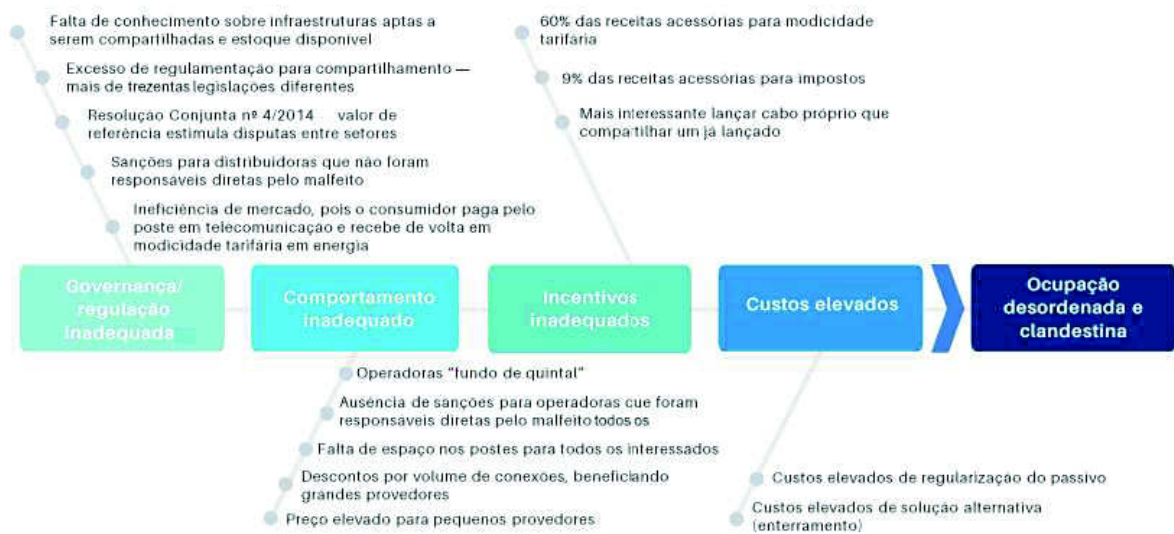 Falta de conhecimento sobre infraestruturas aptas a
serem compartilhadas e estoque disponível
Excesso de regulamentação para compartilhamento —
mais de trezentas legislações diferentes
Resolução Conjunta nº 4/2014 valor de
referência estimula disputas entre setores
Sanções para distribuidoras que não foram
responsáveis diretas pelo malfeito
Ineficiência de mercado, pois o consumidor paga pelo
poste em telecomunicação e recebe de volta em
modicidade tarifária em energia
60% das receitas acessórias para modicidade
tarifária
9% das receitas acessórias para impostos
Mais interessante lançar cabo próprio que
compartilhar um já lançado
Governança/
regulação
inadequada
Comportamento
inadequado
Incentivos
inadequados
Custos elevados
Ocupação
desordenada e
clandestina
Operadoras “fundo de quintal”
Ausência de sanções para operadoras cue foram
responsáveis diretas pelo malfeito todos os
Falta de espaço nos postes para todos os interessados
Descontos por volume de conexões, beneficiando
grandes provedores
Preço elevado para pequenos provedores
Custos elevados de regularização do passivo
Custos elevados de solução alternativa
(enterramento)